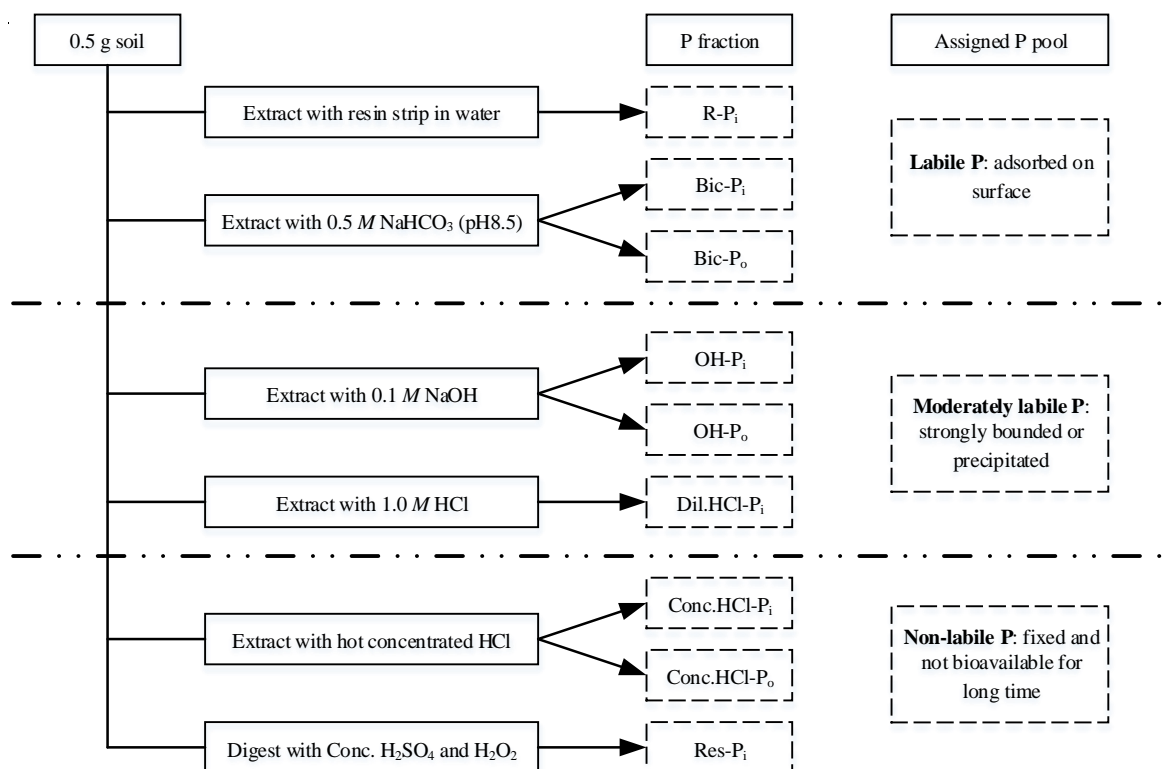 0.5 g soil
P fraction
Assigned P pool
Extract with resin strip in water
R-Pᵢ
Labile P: adsorbed on
surface
Bic-Pᵢ
Extract with 0.5 M NaHCO₃ (pH8.5)
Bic-Pₒ
OH-Pᵢ
Extract with 0.1 M NaOH
OH-Pₒ
Moderately labile P:
strongly bounded or
precipitated
Extract with 1.0 M HCl
Dil.HCl-Pᵢ
Conc.HCl-Pᵢ
Extract with hot concentrated HCl
Conc.HCl-Pₒ
Non-labile P: fixed and
not bioavailable for
long time
Digest with Conc. H₂SO₄ and H₂O₂
Res-Pᵢ